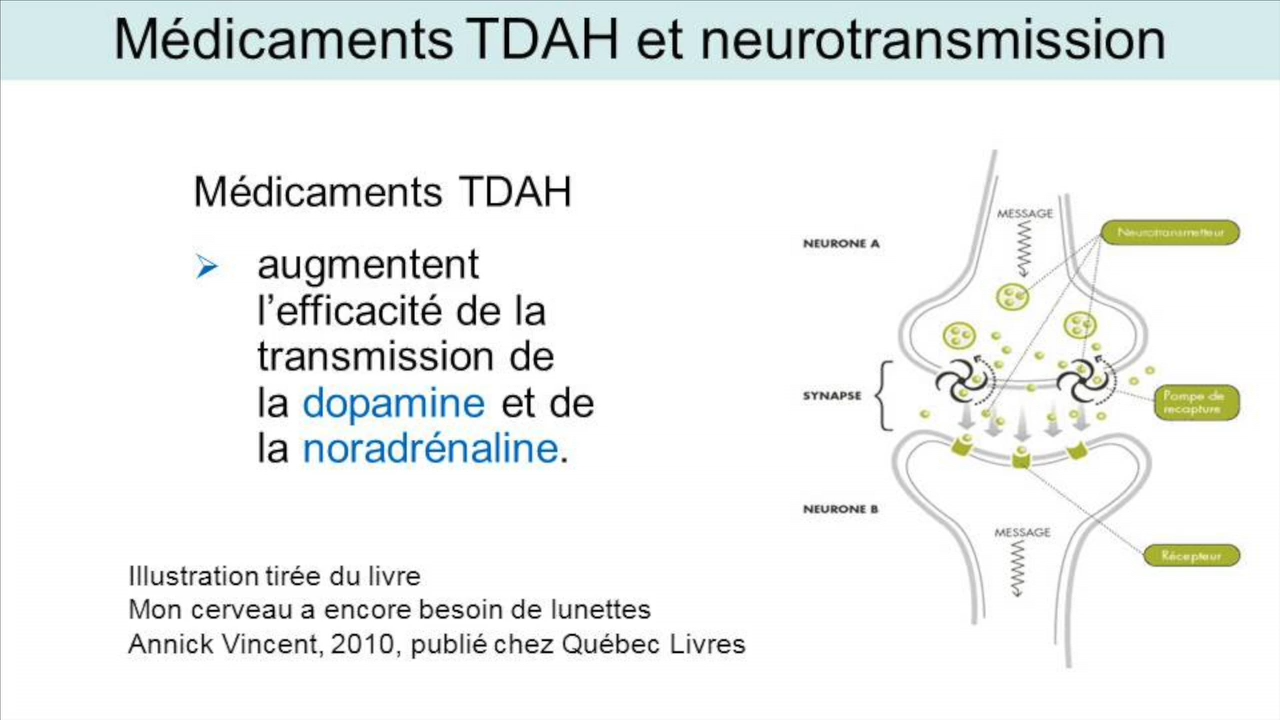 Médicaments TDAH et neurotransmission
Médicaments TDAH
augmentent
l’efficacité de la
transmission de
la dopamine et de
la noradrénaline.
Illustration tirée du livre
Mon cerveau a encore besoin de lunettes
Annick Vincent, 2010, publié chez Québec Livres
MESSAGE
NEURONE A
Neurotransmetteur
SYNAPSE
Pompe de
recapture
NEURONE B
MESSAGE
Récepteur